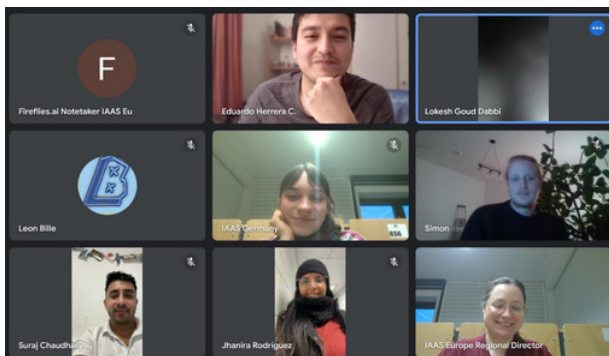 F
Fireflies.ai Notetaker IAAS Eu
Eduardo Herrera C.
Lokesh Goud Dabbi
B
Leon Bille
IAAS Germany
056
Simon
Suraj Chaudhary
Jhanira Rodriguez
IAAS Europe Regional Director